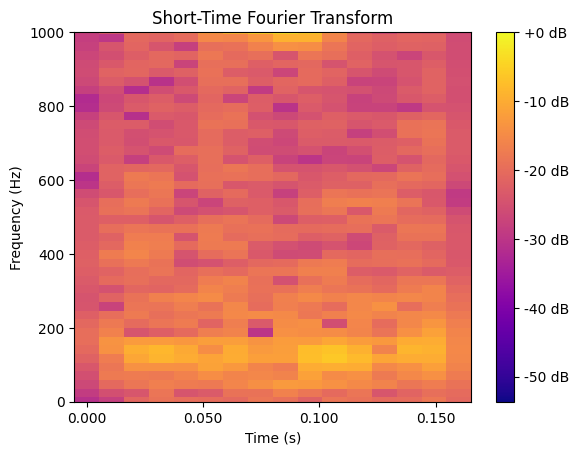 Short-Time Fourier Transform
1000
800
600
400
200
0
Frequency (Hz)
0.000
0.050
0.100
0.150
Time (s)
+0 dB
-10 dB
-20 dB
-30 dB
-40 dB
-50 dB